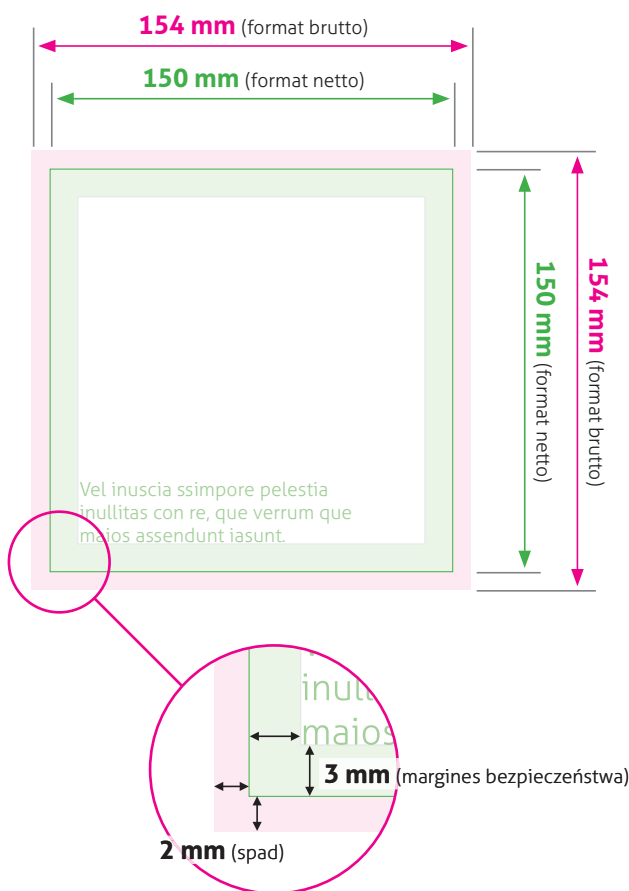 154 mm (format brutto)
150 mm (format netto)
150 mm (format netto)
154 mm (format brutto)
Vel inuscia ssimpore pelestia
inullitas con re, que verrum que
maios assendunt iasunt.
inull
maios
3 mm (margines bezpieczeństwa)
2 mm (spad)